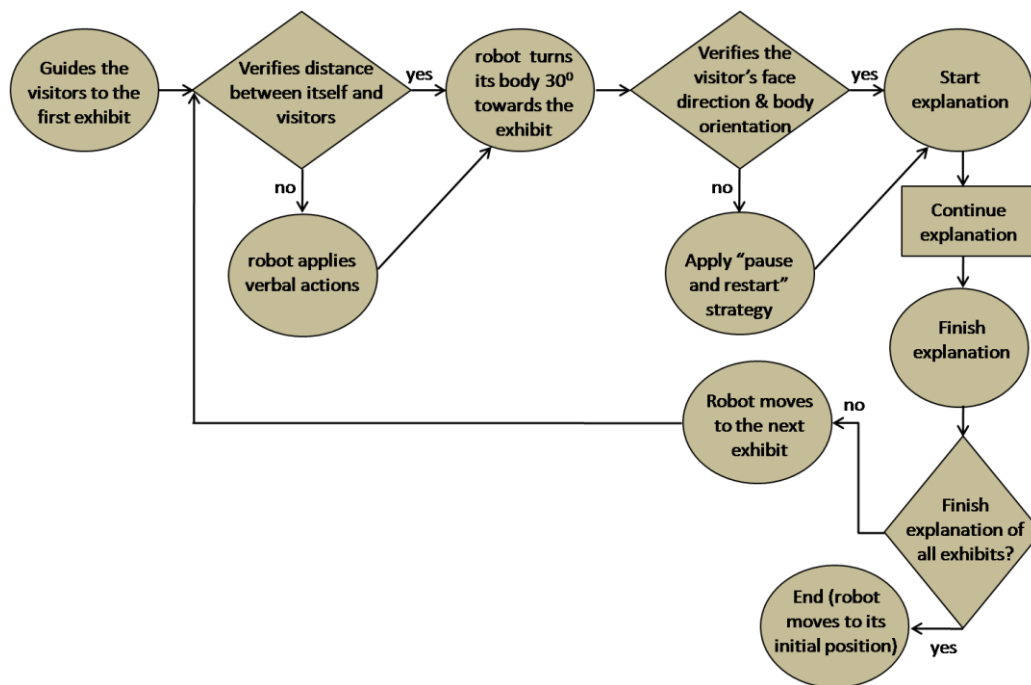 Guides the
visitors to the
first exhibit
Verifies distance
between itself and
visitors
yes
robot turns
its body 30⁰
towards the
exhibit
Verifies the
visitor's face
direction & body
orientation
yes
Start
explanation
no
robot applies
verbal actions
no
Apply “pause
and restart”
strategy
Continue
explanation
Finish
explanation
Robot moves
to the next
exhibit
no
Finish
explanation of
all exhibits?
yes
End (robot
moves to its
initial position)